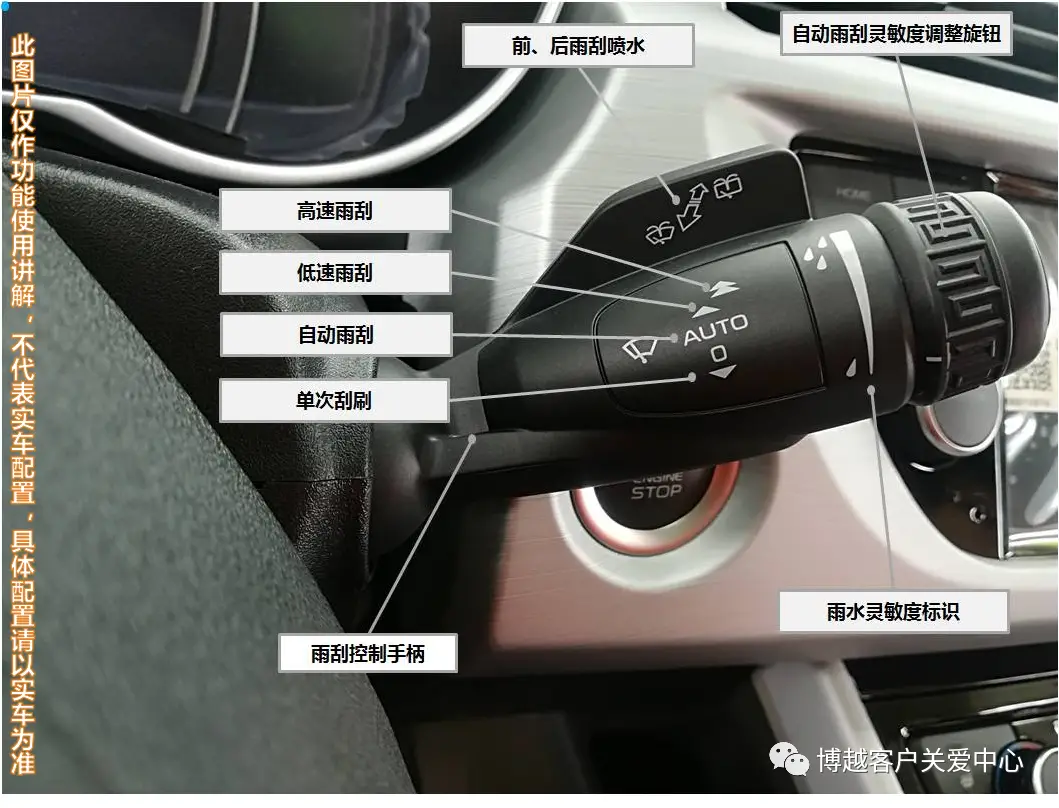 此图片仅作功能使用讲解，不代表实车配置，具体配置请以实车为准
前、后雨刮喷水
自动雨刮灵敏度调整旋钮
高速雨刮
低速雨刮
自动雨刮
单次刮刷
HOME
AUTO
0
ENGINE
STOP
雨水灵敏度标识
雨刮控制手柄
博越客户关爱中心